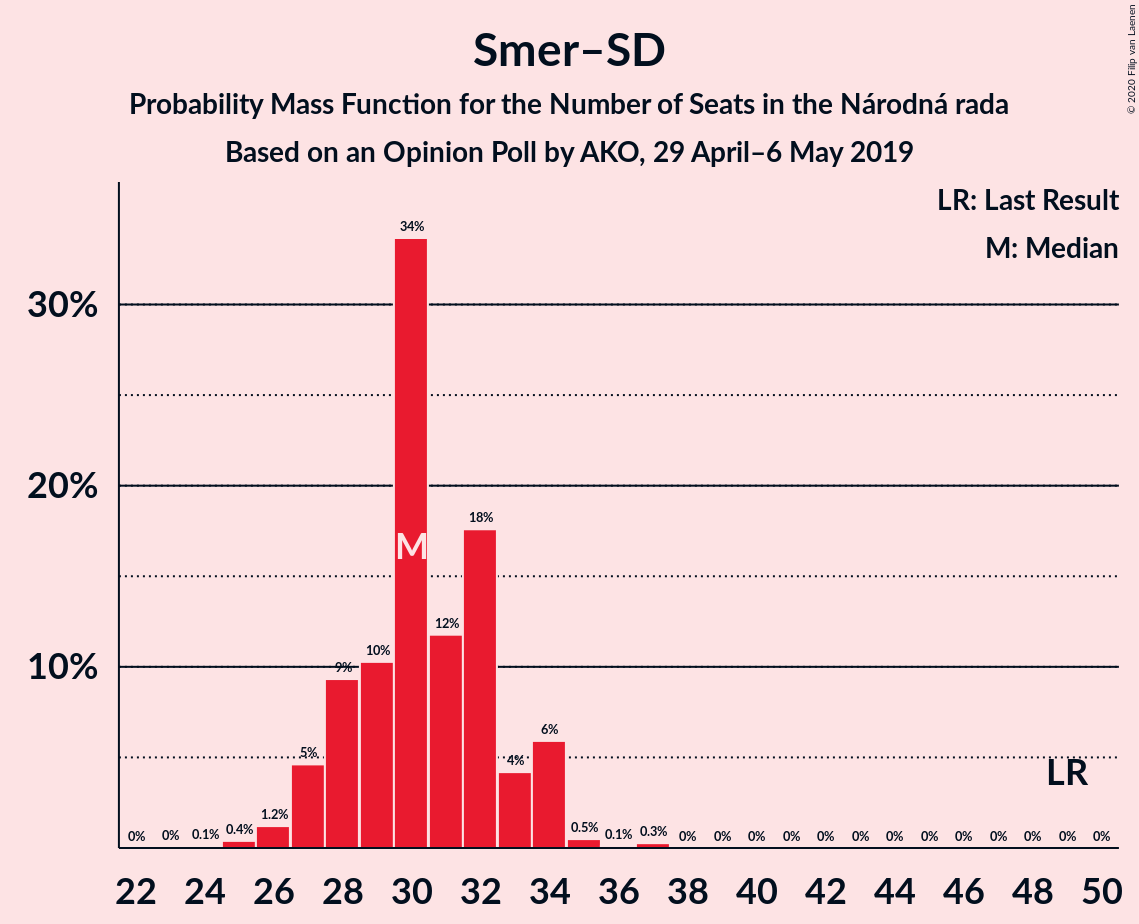 © 2020 Filip van Laenen
Smer–SD
Probability Mass Function for the Number of Seats in the Národná rada
Based on an Opinion Poll by AKO, 29 April–6 May 2019
LR: Last Result
M: Median
30%
20%
10%
0% 0% 0.1% 0.4% 1.2% 5% 9% 10% 34% 12% 18% 4% 6% 0.5% 0.1% 0.3% 0% 0% 0% 0% 0% 0% 0% 0% 0% 0% 0% 0% 0%
M
LR
22 24 26 28 30 32 34 36 38 40 42 44 46 48 50